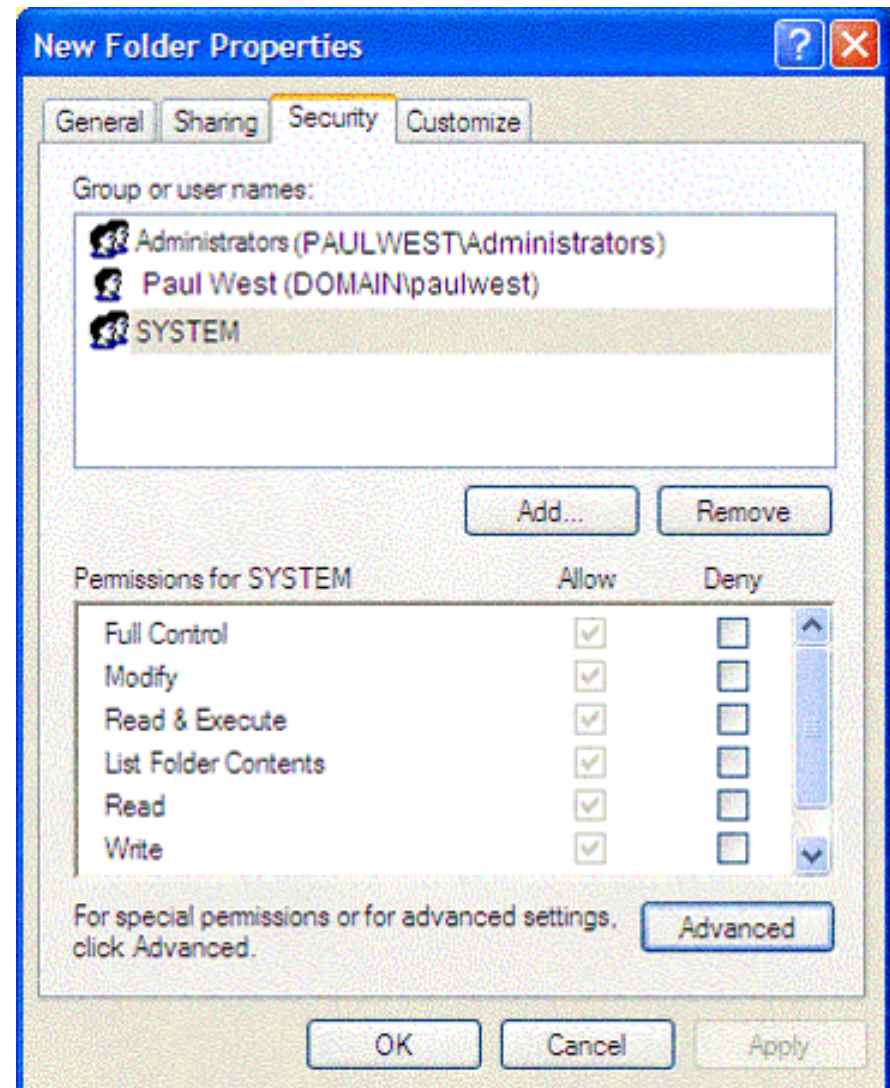 New Folder Properties
General Sharing Security Customize
Group or user names:
Administrators (PAULWEST\Administrators)
Paul West (DOMAIN\paulwest)
SYSTEM
Add... Remove
Permissions for SYSTEM Allow Deny
Full Control
Modify
Read & Execute
List Folder Contents
Read
Write
For special permissions or for advanced settings, Advanced
click Advanced.
OK Cancel Apply